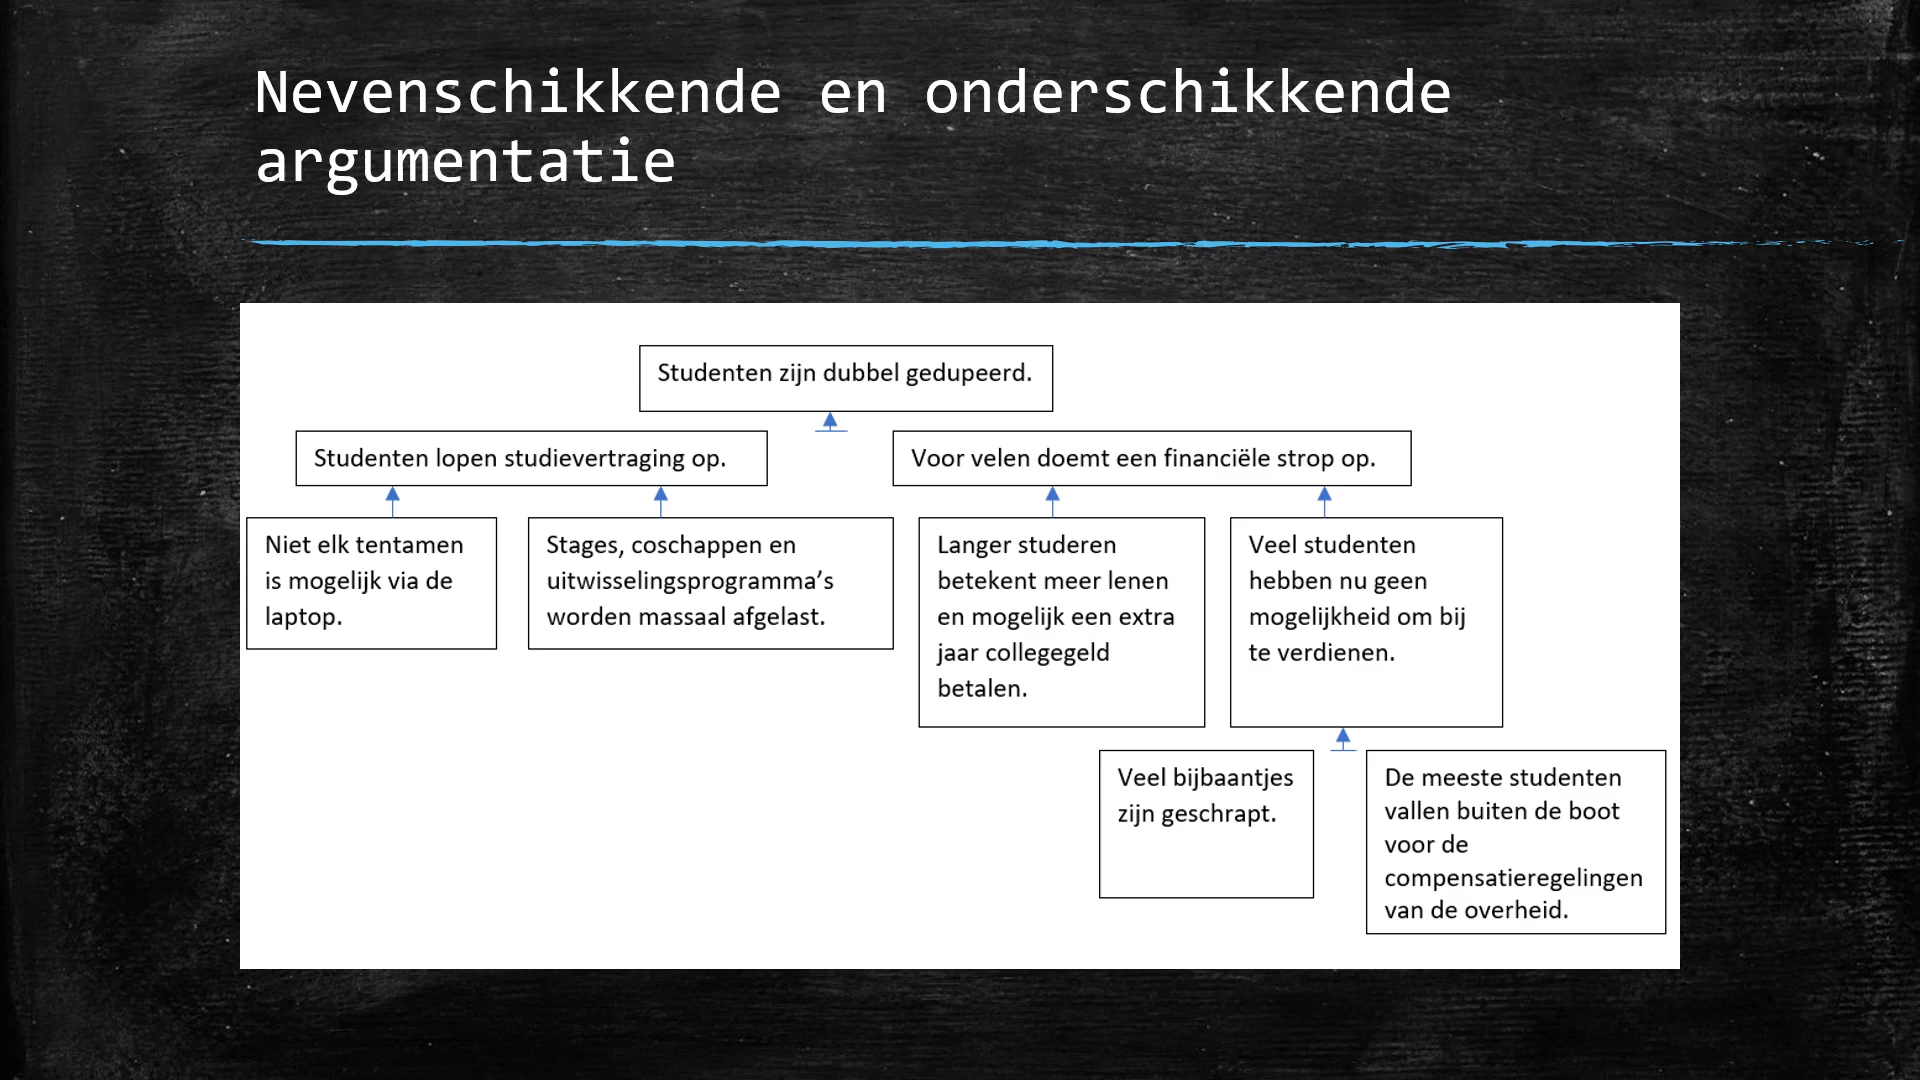 Nevenschikkende en onderschikkende
argumentatie
Studenten zijn dubbel gedupeerd.
Studenten lopen studievertraging op.
Voor velen doemt een financiële strop op.
Niet elk tentamen
is mogelijk via de
laptop.
Stages, coschappen en
uitwisselingsprogramma’s
worden massaal afgelast.
Langer studeren
betekent meer lenen
en mogelijk een extra
jaar collegegeld
betalen.
Veel studenten
hebben nu geen
mogelijkheid om bij
te verdienen.
Veel bijbaantjes
zijn geschrapt.
De meeste studenten
vallen buiten de boot
voor de
compensatieregelingen
van de overheid.